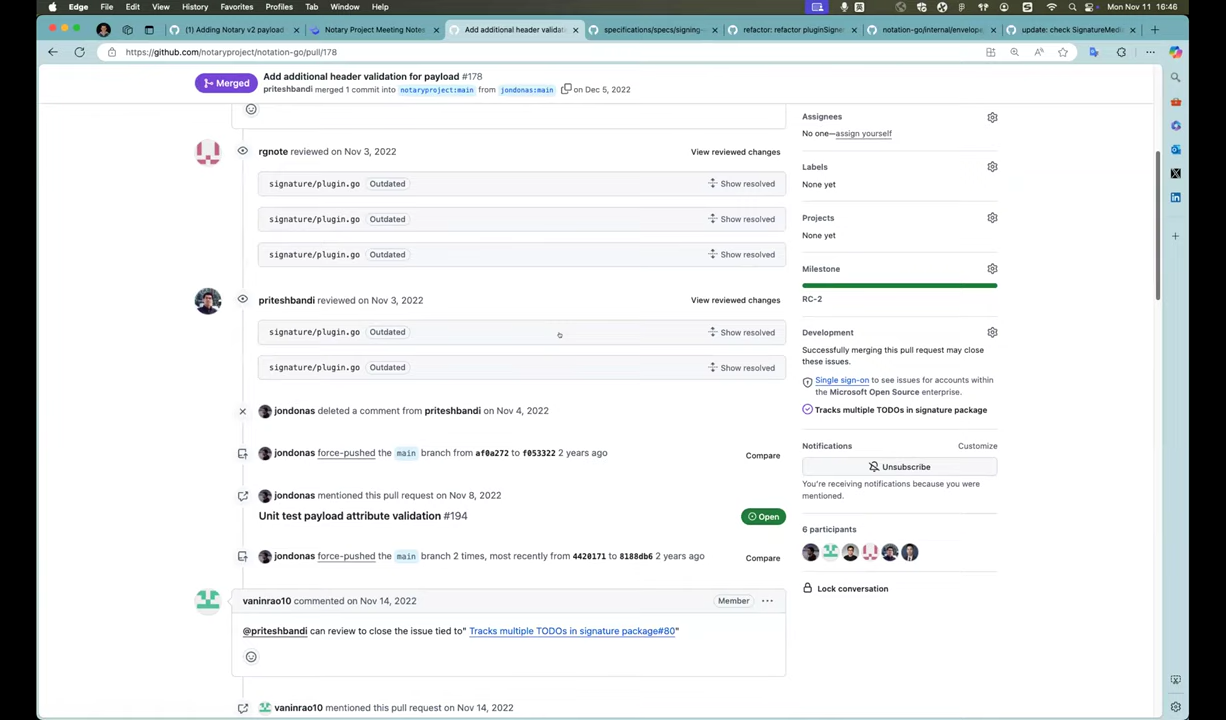 Edge File Edit View History Favorites Profiles Tab Window Help
Mon Nov 11 16:46
(1) Adding Notary v2 payload
Notary Project Meeting Notes
Add additional header validat
specifications/specs/signing-
refactor: refactor pluginSigner
notation-go/internal/envelope
update: check SignatureMedi
https://github.com/notaryproject/notation-go/pull/178
Merged
Add additional header validation for payload #178
priteshbandi merged 1 commit into notaryproject:main from jondonas:main on Dec 5, 2022
rgnote reviewed on Nov 3, 2022
View reviewed changes
signature/plugin.go Outdated Show resolved
signature/plugin.go Outdated Show resolved
signature/plugin.go Outdated Show resolved
priteshbandi reviewed on Nov 3, 2022
View reviewed changes
signature/plugin.go Outdated Show resolved
signature/plugin.go Outdated Show resolved
jondonas deleted a comment from priteshbandi on Nov 4, 2022
jondonas force-pushed the main branch from af0a272 to f053322 2 years ago
Compare
jondonas mentioned this pull request on Nov 8, 2022
Unit test payload attribute validation #194
Open
jondonas force-pushed the main branch 2 times, most recently from 4420171 to 8188db6 2 years ago
Compare
vaninrao10 commented on Nov 14, 2022
Member
@priteshbandi can review to close the issue tied to" Tracks multiple TODOs in signature package#80"
vaninrao10 mentioned this pull request on Nov 14, 2022
Assignees
No one—assign yourself
Labels
None yet
Projects
None yet
Milestone
RC-2
Development
Successfully merging this pull request may close
these issues.
Single sign-on to see issues for accounts within
the Microsoft Open Source enterprise.
Tracks multiple TODOs in signature package
Notifications
Customize
Unsubscribe
You're receiving notifications because you were
mentioned.
6 participants
Lock conversation